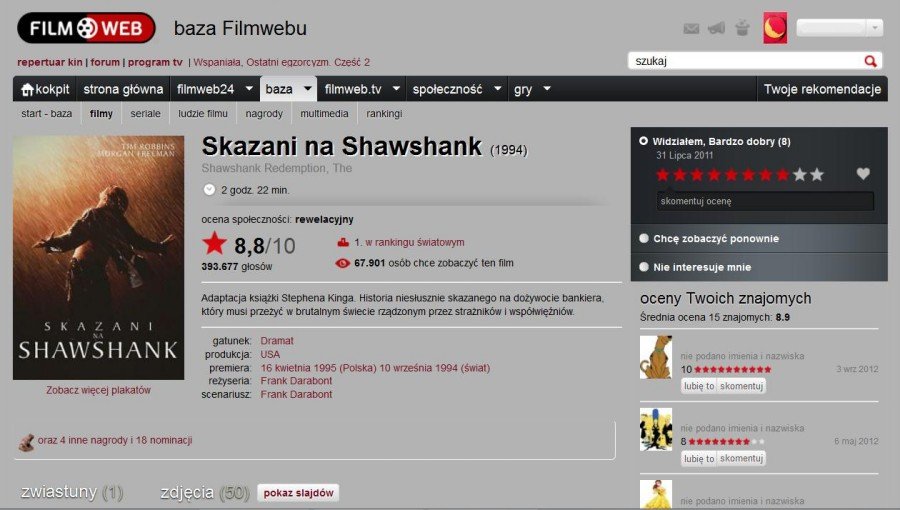 FILM WEB
baza Filmwebu
repertuar kin | forum | program tv | Wspaniała, Ostatni egzorcyzm. Część 2
szukaj
kokpit strona główna filmweb24 baza filmweb.tv społeczność gry Twoje rekomendacje
start - baza filmy seriale ludzie filmu nagrody multimedia rankingi
TIM ROBBINS
MORGAN FREEMAN
SKAZANI
NA
SHAWSHANK
Zobacz więcej plakatów
Skazani na Shawshank (1994)
Shawshank Redemption, The
2 godz. 22 min.
ocena społeczności: rewelacyjny
8,8/10
393.677 głosów
1. w rankingu światowym
67.901 osób chce zobaczyć ten film
Adaptacja książki Stephena Kinga. Historia niesłusznie skazanego na dożywocie bankiera,
który musi przeżyć w brutalnym świecie rządzonym przez strażników i współwięźniów.
gatunek: Dramat
produkcja: USA
premiera: 16 kwietnia 1995 (Polska) 10 września 1994 (świat)
reżyseria: Frank Darabont
scenariusz: Frank Darabont
oraz 4 inne nagrody i 18 nominacji
zwiastuny (1) zdjęcia (50) pokaz slajdów
Widziałem, Bardzo dobry (8)
31 Lipca 2011
skomentuj ocenę
Chcę zobaczyć ponownie
Nie interesuje mnie
oceny Twoich znajomych
Średnia ocena 15 znajomych: 8.9
nie podano imienia i nazwiska
10 3 wrz 2012
lubię to skomentuj
nie podano imienia i nazwiska
8 6 maj 2012
lubię to skomentuj
nie podano imienia i nazwiska